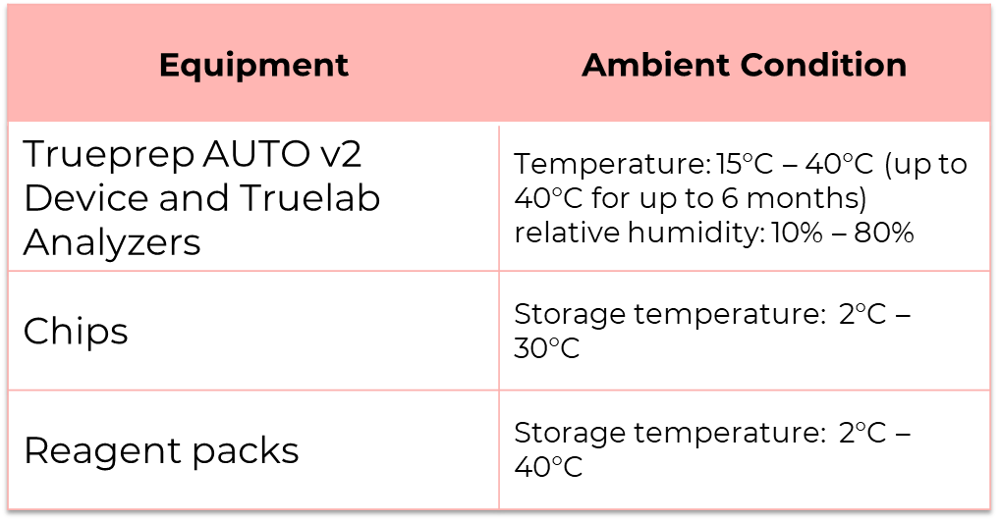 Equipment
Ambient Condition
Trueprep AUTO v2
Device and Truelab
Analyzers
Temperature: 15°C – 40°C (up to
40°C for up to 6 months)
relative humidity: 10% – 80%
Chips
Storage temperature:  2°C –
30°C
Reagent packs
Storage temperature:  2°C –
40°C